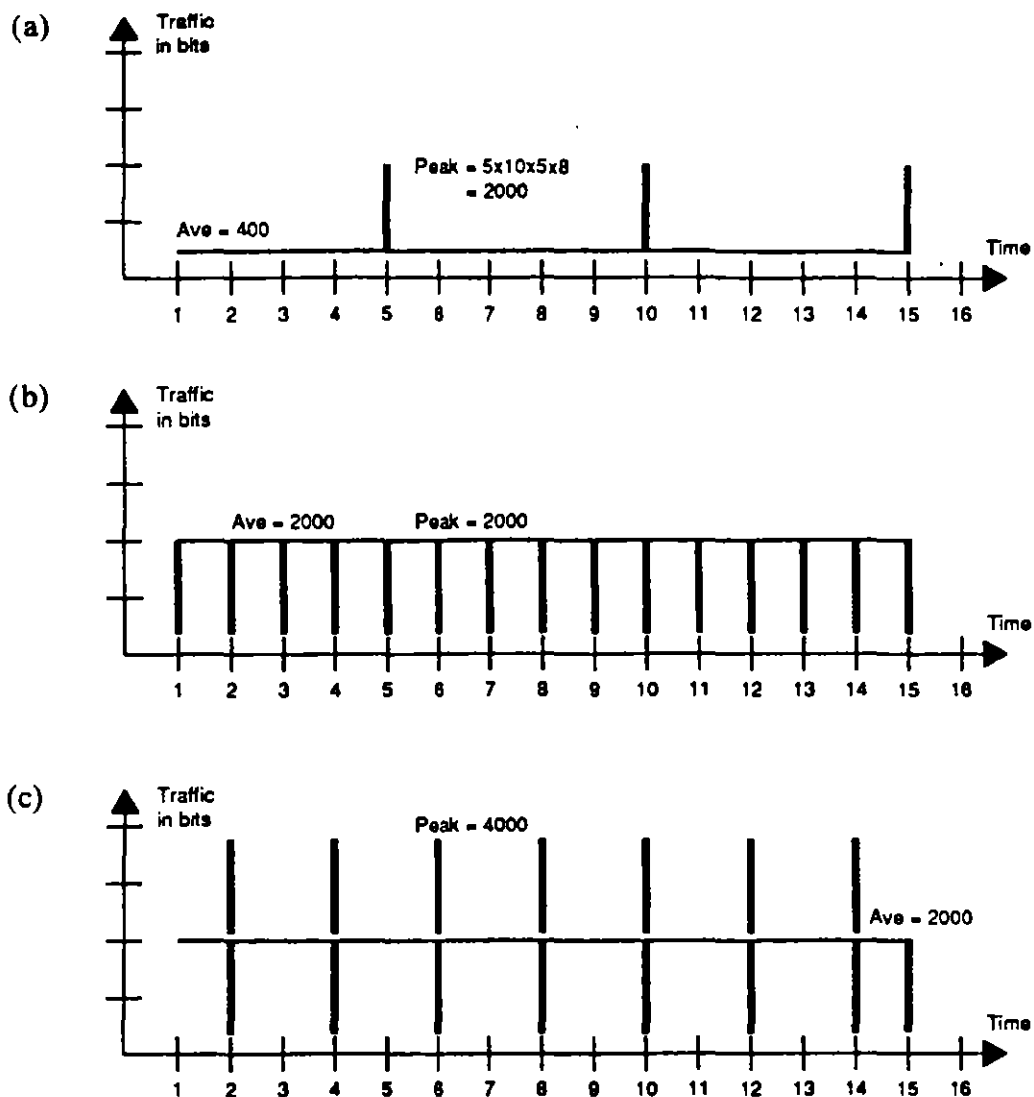 (a)
Traffic
in bits
Peak = 5x10x5x8
= 2000
Ave = 400
Time
1 2 3 4 5 6 7 8 9 10 11 12 13 14 15 16
(b)
Traffic
in bits
Ave = 2000 Peak = 2000
Time
1 2 3 4 5 6 7 8 9 10 11 12 13 14 15 16
(c)
Traffic
in bits
Peak = 4000
Ave = 2000
Time
1 2 3 4 5 6 7 8 9 10 11 12 13 14 15 16